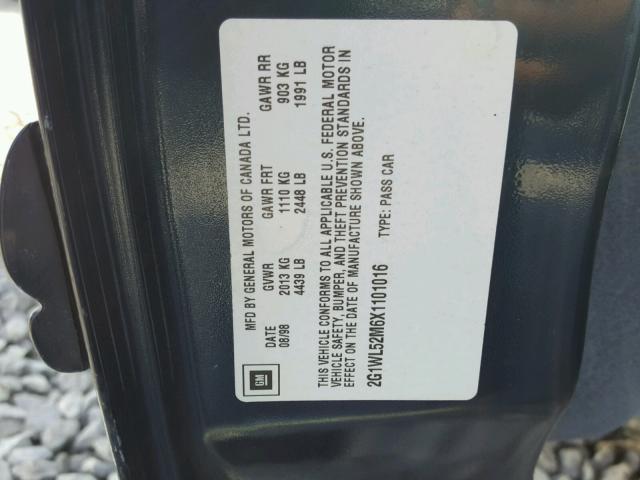 GM
MFD BY GENERAL MOTORS OF CANADA LTD.
DATE GVWR GAWR FRT GAWR RR
08/98 2013 KG 1110 KG 903 KG
4439 LB 2448 LB 1991 LB
THIS VEHICLE CONFORMS TO ALL APPLICABLE U.S. FEDERAL MOTOR
VEHICLE SAFETY, BUMPER, AND THEFT PREVENTION STANDARDS IN
EFFECT ON THE DATE OF MANUFACTURE SHOWN ABOVE.
2G1WL52M6X1101016 TYPE: PASS CAR